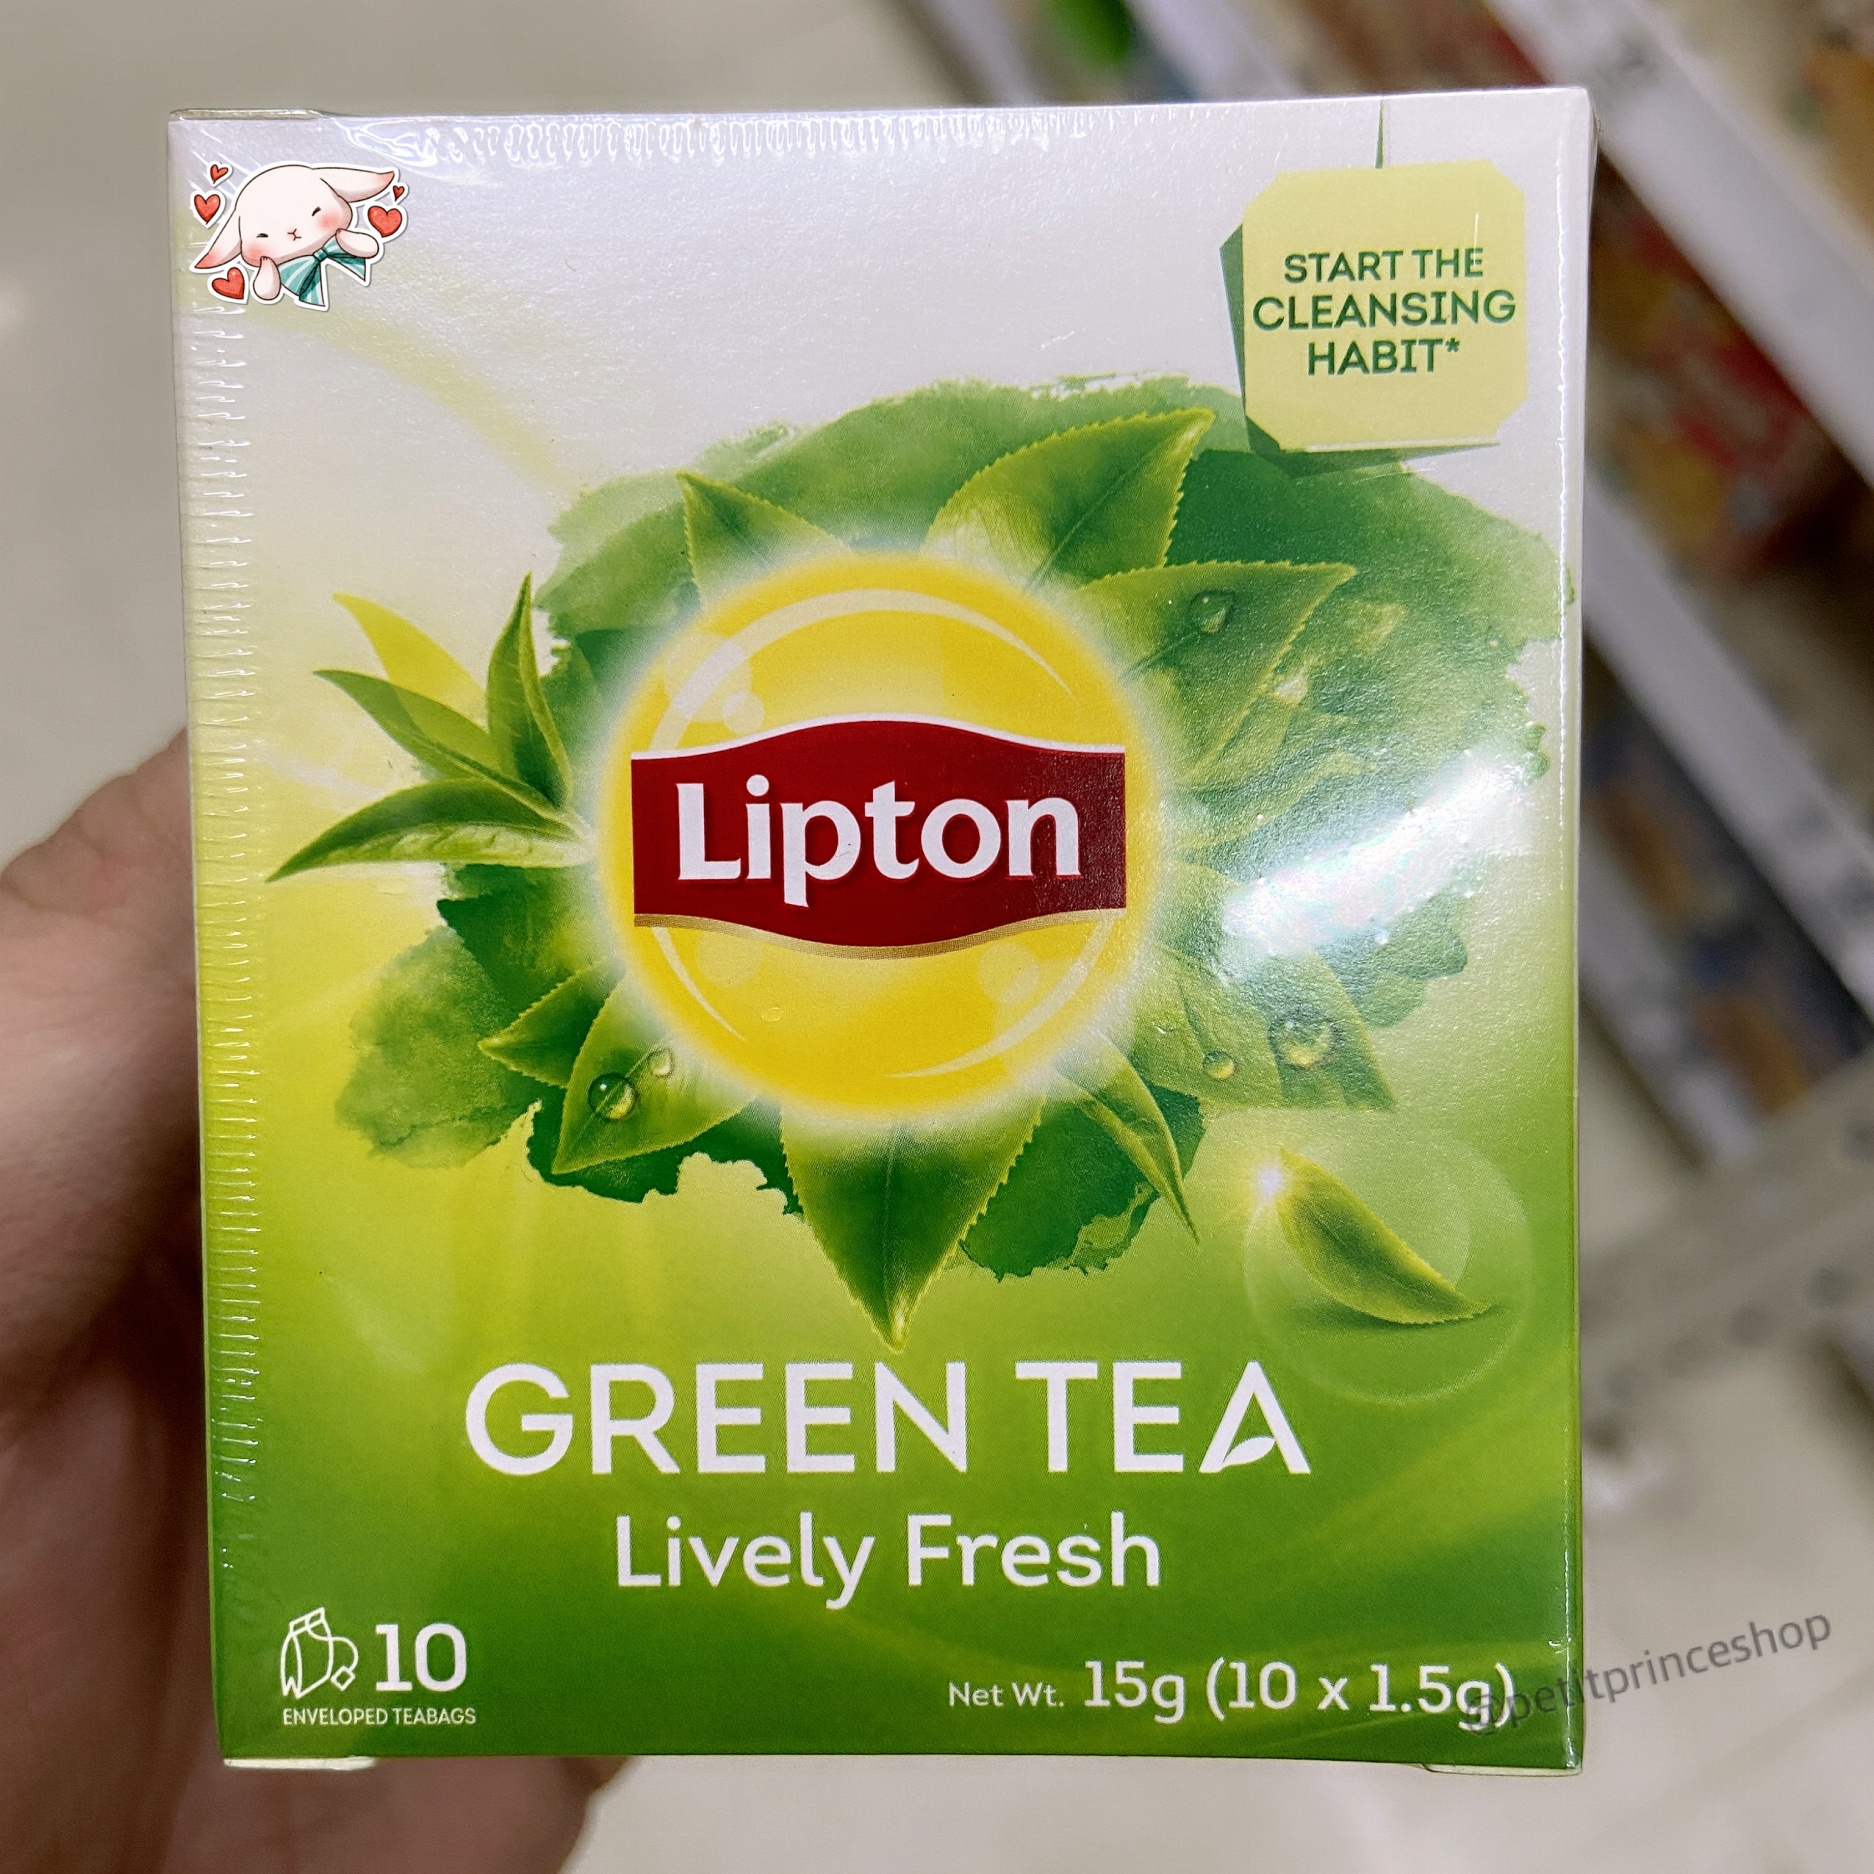 START THE
CLEANSING
HABIT*
Lipton
GREEN TEA
Lively Fresh
10
ENVELOPED TEABAGS
Net Wt. 15g (10 x 1.5g)
@petitprinceshop